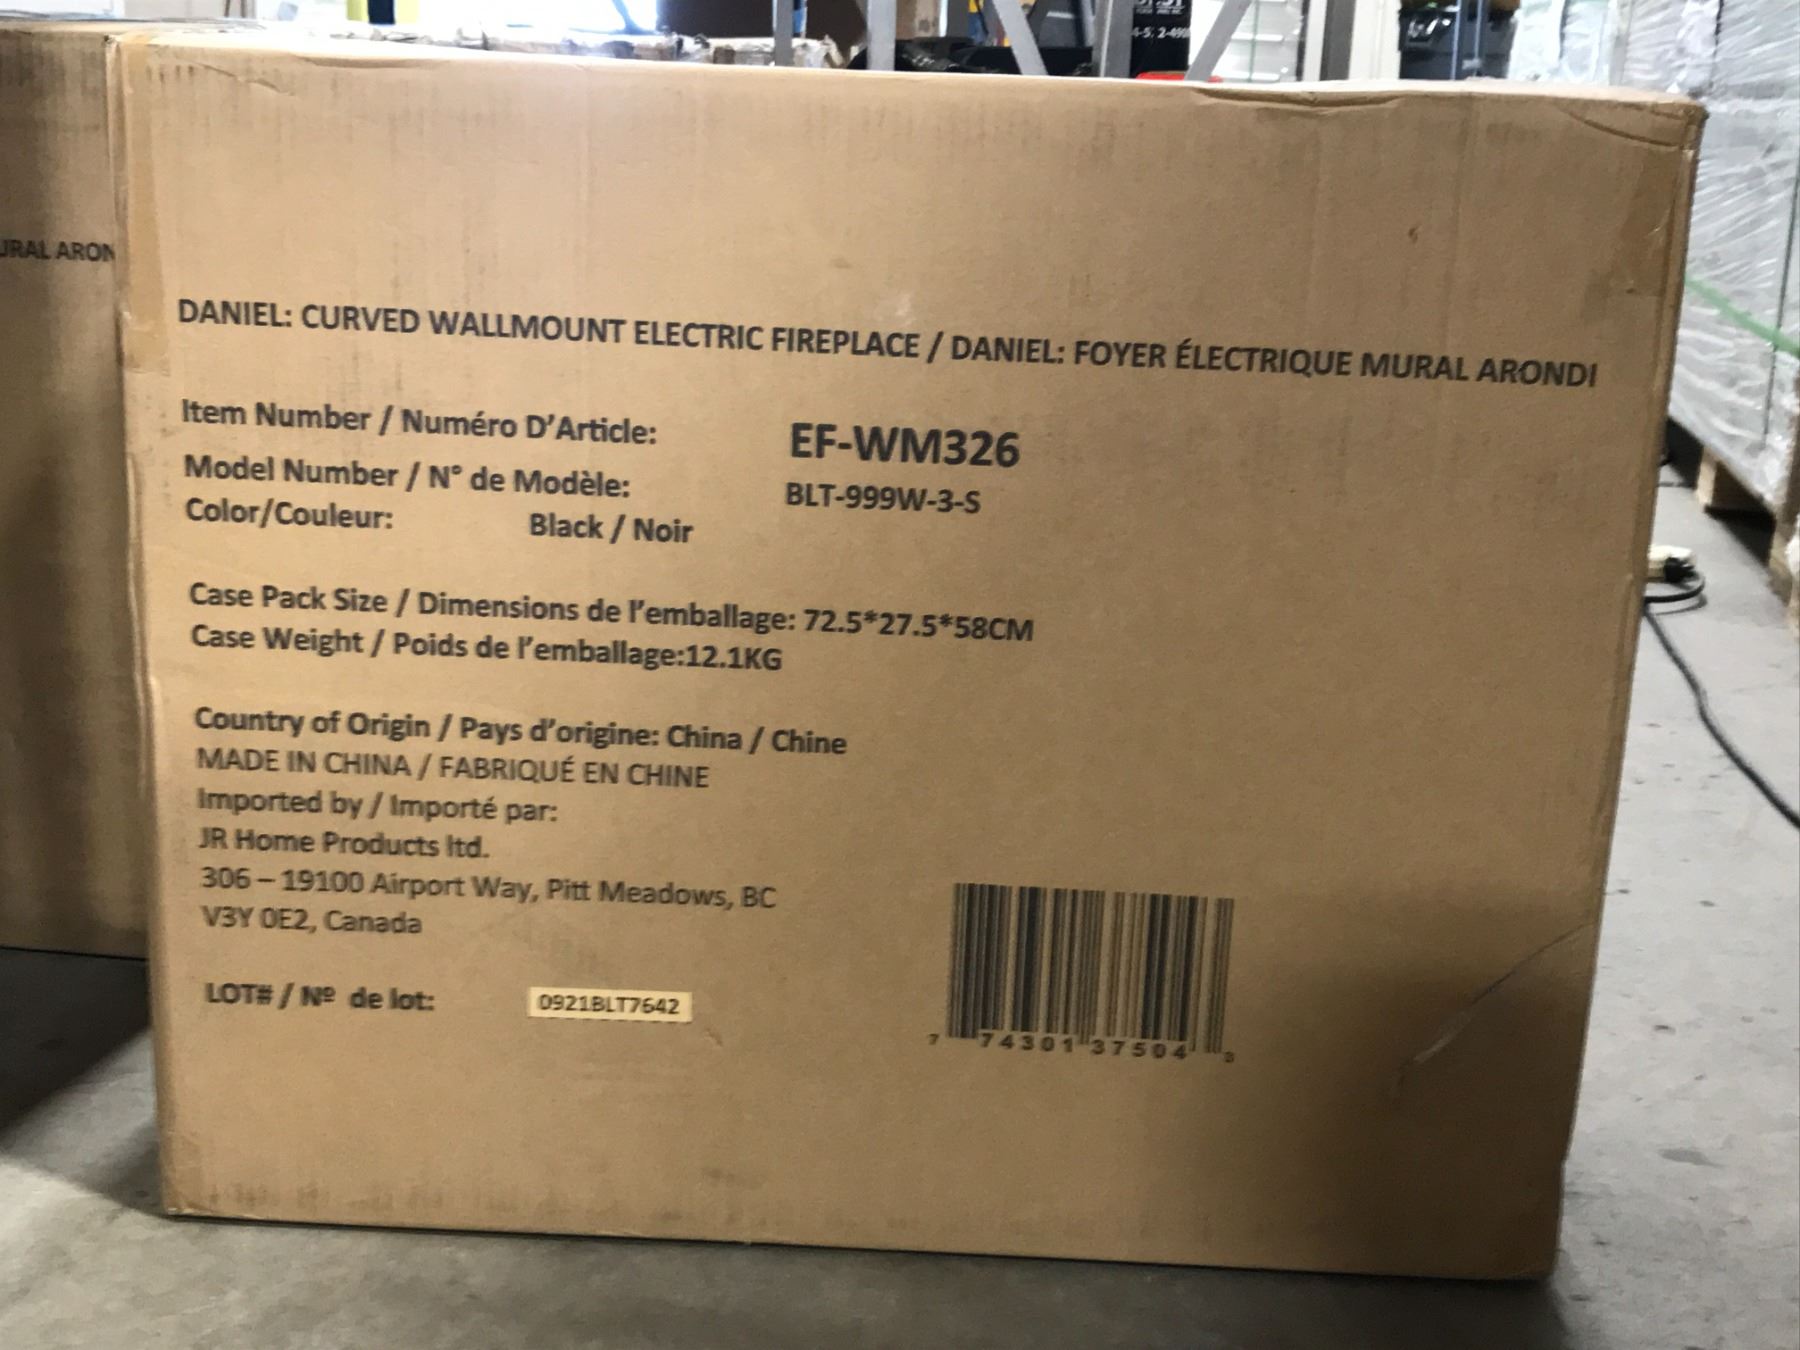 URAL ARON
DANIEL: CURVED WALLMOUNT ELECTRIC FIREPLACE / DANIEL: FOYER ÉLECTRIQUE MURAL ARONDI
Item Number / Numéro D'Article: EF-WM326
Model Number / N° de Modèle: BLT-999W-3-S
Color/Couleur: Black / Noir
Case Pack Size / Dimensions de l'emballage: 72.5*27.5*58CM
Case Weight / Poids de l'emballage:12.1KG
Country of Origin / Pays d'origine: China / Chine
MADE IN CHINA / FABRIQUÉ EN CHINE
Imported by / Importé par:
JR Home Products ltd.
306 – 19100 Airport Way, Pitt Meadows, BC
V3Y 0E2, Canada
LOT# / Nº de lot: 0921BLT7642
7 74301 37504 3